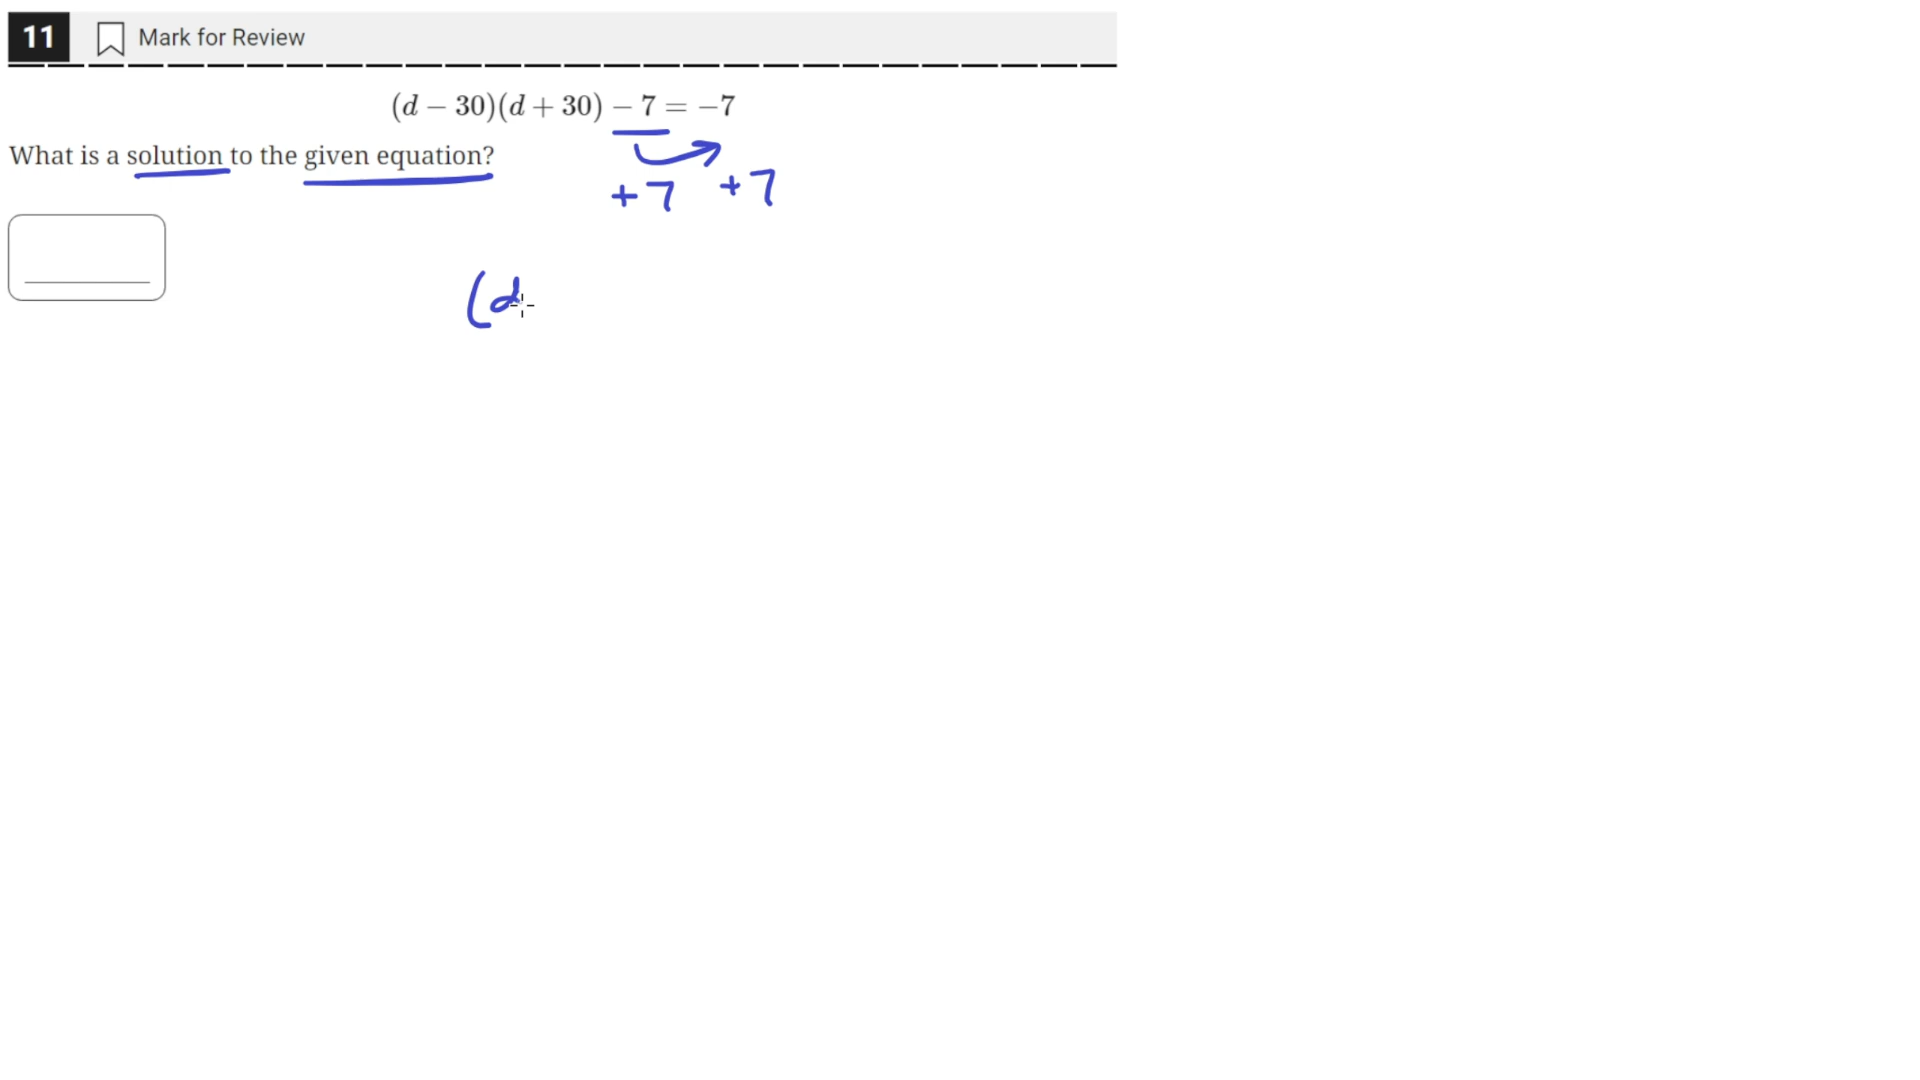 11 Mark for Review
(d − 30)(d + 30) − 7 = −7
What is a solution to the given equation?
+7 +7
(d